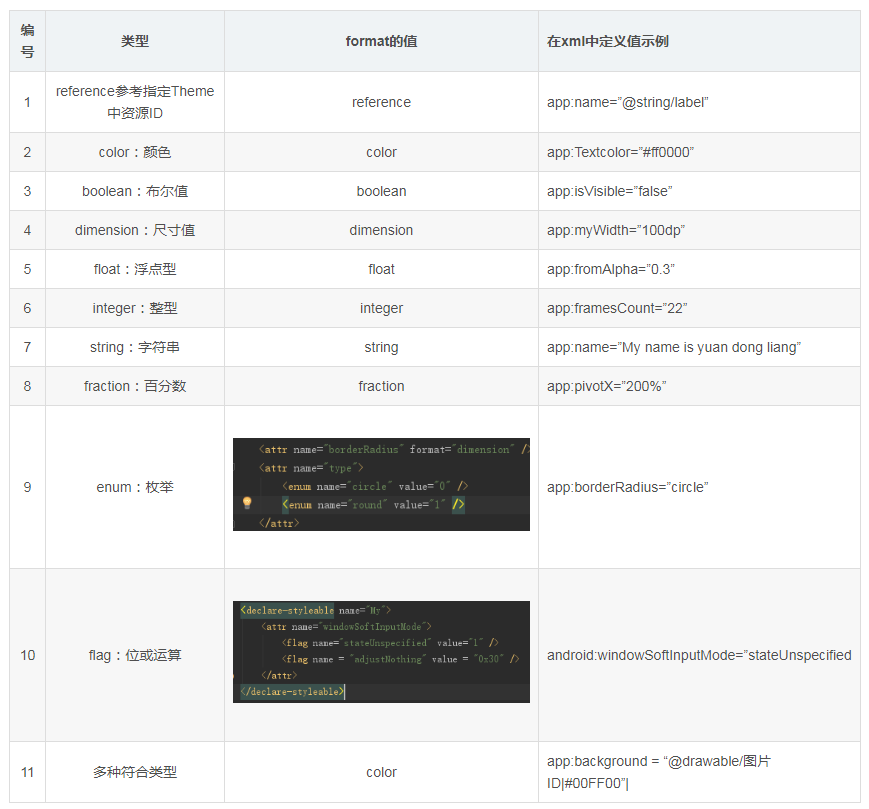 编
号
类型
format的值
在xml中定义值示例
1
reference参考指定Theme
中资源ID
reference
app:name=”@string/label”
2
color：颜色
color
app:Textcolor=”#ff0000”
3
boolean：布尔值
boolean
app:isVisible=”false”
4
dimension：尺寸值
dimension
app:myWidth=”100dp”
5
float：浮点型
float
app:fromAlpha=”0.3”
6
integer：整型
integer
app:framesCount=”22”
7
string：字符串
string
app:name=”My name is yuan dong liang”
8
fraction：百分数
fraction
app:pivotX=”200%”
9
enum：枚举
<attr name="borderRadius" format="dimension" />
<attr name="type">
<enum name="circle" value="0" />
<enum name="round" value="1" />
</attr>
app:borderRadius=”circle”
10
flag：位或运算
<declare-styleable name="My">
<attr name="windowSoftInputMode">
<flag name="stateUnspecified" value="1" />
<flag name = "adjustNothing" value = "0x30" />
</attr>
</declare-styleable>
android:windowSoftInputMode=”stateUnspecified
11
多种符合类型
color
app:background = “@drawable/图片
ID|#00FF00”|